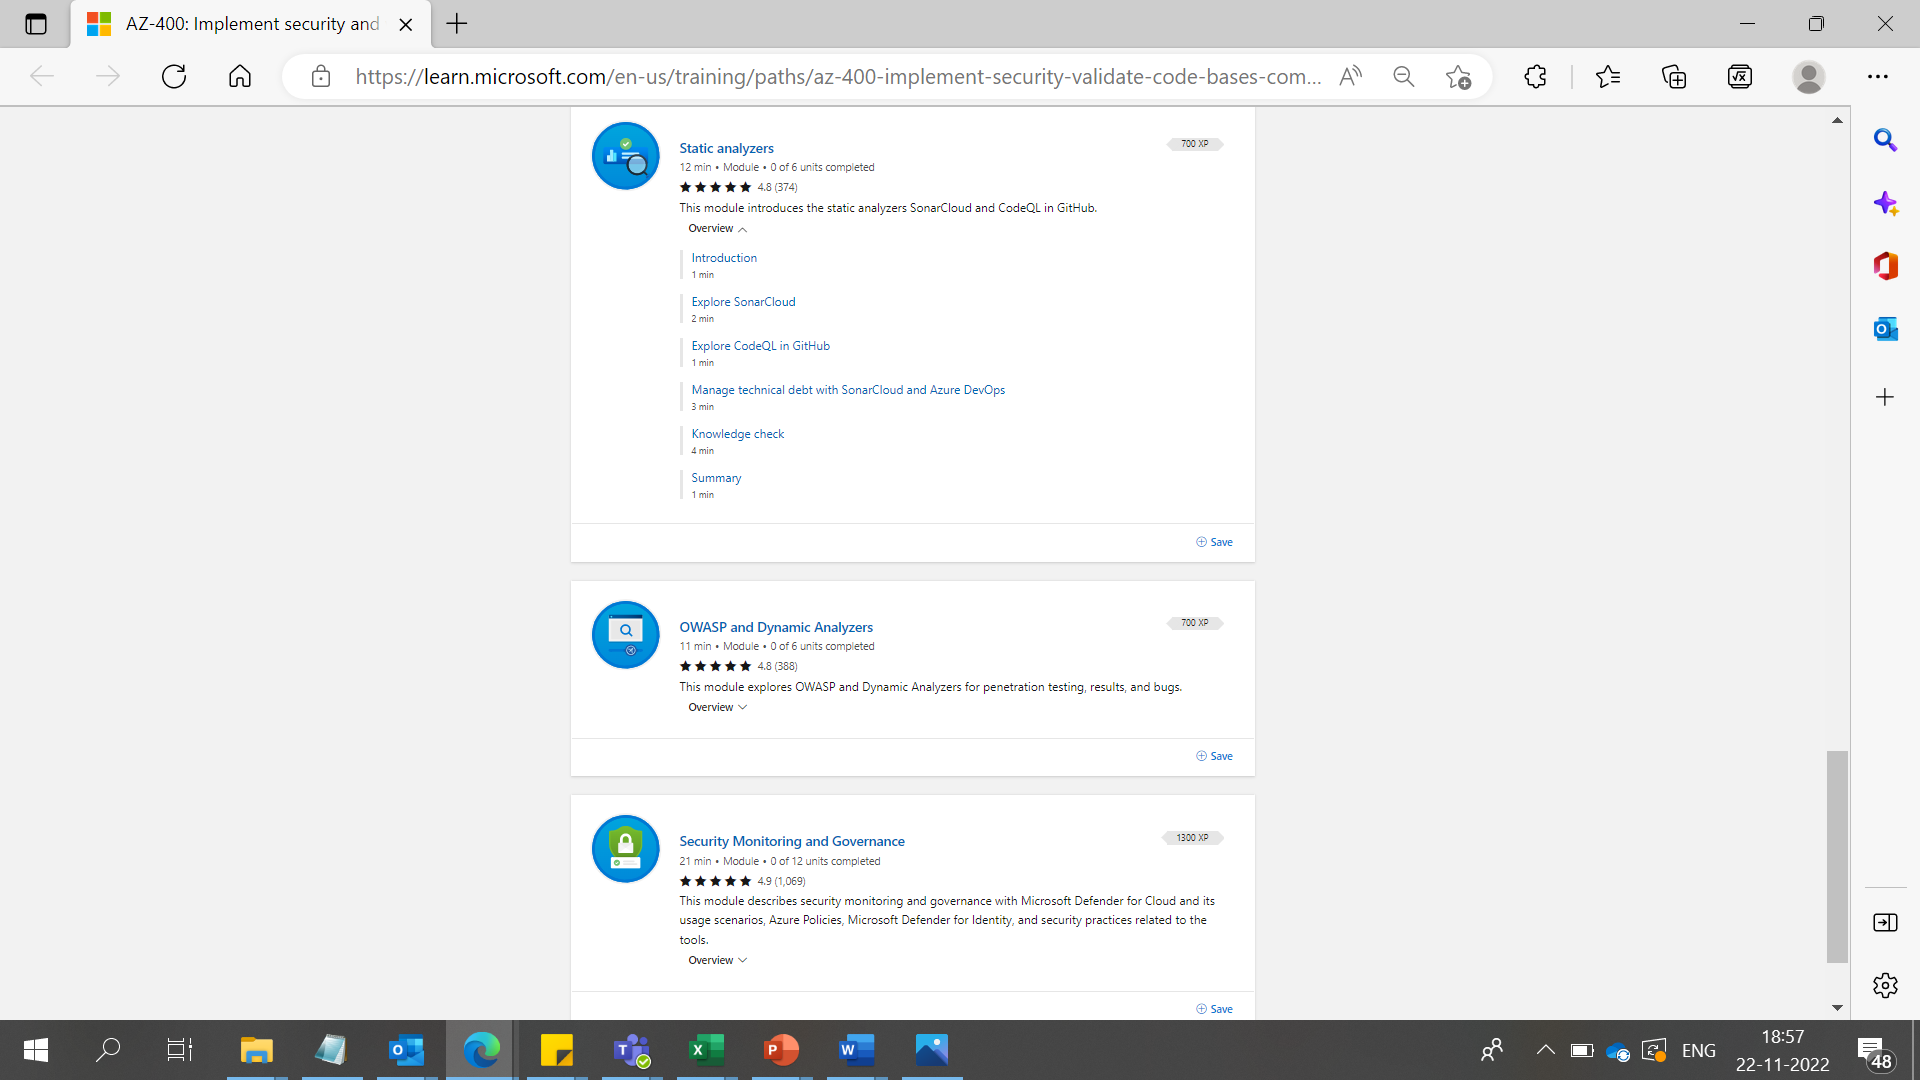 AZ-400: Implement security and
https://learn.microsoft.com/en-us/training/paths/az-400-implement-security-validate-code-bases-com...
Static analyzers
700 XP
12 min • Module • 0 of 6 units completed
4.8 (374)
This module introduces the static analyzers SonarCloud and CodeQL in GitHub.
Overview
Introduction
1 min
Explore SonarCloud
2 min
Explore CodeQL in GitHub
1 min
Manage technical debt with SonarCloud and Azure DevOps
3 min
Knowledge check
4 min
Summary
1 min
Save
OWASP and Dynamic Analyzers
700 XP
11 min • Module • 0 of 6 units completed
4.8 (388)
This module explores OWASP and Dynamic Analyzers for penetration testing, results, and bugs.
Overview
Save
Security Monitoring and Governance
1300 XP
21 min • Module • 0 of 12 units completed
4.9 (1,069)
This module describes security monitoring and governance with Microsoft Defender for Cloud and its
usage scenarios, Azure Policies, Microsoft Defender for Identity, and security practices related to the
tools.
Overview
Save
ENG
18:57
22-11-2022
48